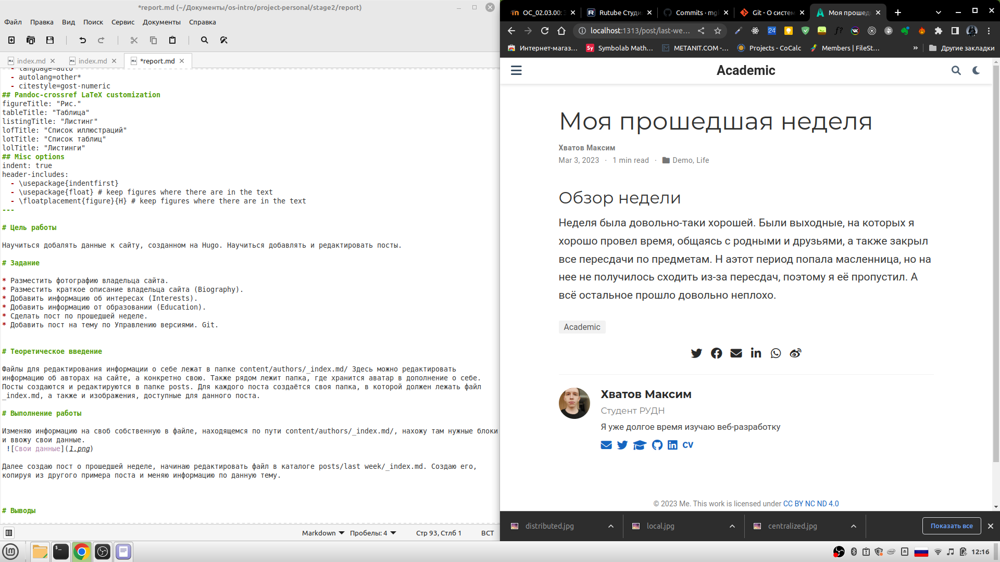 *report.md (~/Документы/os-intro/project-personal/stage2/report)
Файл Правка Вид Поиск Сервис Документы Справка
index.md
index.md
*report.md
- language=auto
- autolang=other*
- citestyle=gost-numeric
## Pandoc-crossref LaTeX customization
figureTitle: "Рис."
tableTitle: "Таблица"
listingTitle: "Листинг"
lofTitle: "Список иллюстраций"
lotTitle: "Список таблиц"
lolTitle: "Листинги"
## Misc options
indent: true
header-includes:
- \usepackage{indentfirst}
- \usepackage{float} # keep figures where there are in the text
- \floatplacement{figure}{H} # keep figures where there are in the text
---
# Цель работы
Научиться добалять данные к сайту, созданном на Hugo. Научиться добавлять и редактировать посты.
# Задание
* Разместить фотографию владельца сайта.
* Разместить краткое описание владельца сайта (Biography).
* Добавить информацию об интересах (Interests).
* Добавить информацию от образовании (Education).
* Сделать пост по прошедшей неделе.
* Добавить пост на тему по Управлению версиями. Git.
# Теоретическое введение
Файлы для редактирования информации о себе лежат в папке content/authors/_index.md/ Здесь можно редактировать
информацию об авторах на сайте, а конкретно свою. Также рядом лежит папка, где хранится аватар в дополнение о себе.
Посты создаются и редактируются в папке posts. Для каждого поста создаётся своя папка, в которой должен лежать файл
_index.md, а также и изображения, доступные для данного поста.
# Выполнение работы
Изменяю информацию на своб собственную в файле, находящемся по пути content/authors/_index.md/, нахожу там нужные блоки
и ввожу свои данные.
![Свои данные](1.png)
Далее создаю пост о прошедшей неделе, начинаю редактировать файл в каталоге posts/last week/_index.md. Создаю его,
копируя из другого примера поста и меняю информацию по данную тему.
# Выводы
Markdown Пробелы: 4 Стр 93, Стлб 1 ВСТ
ОС_02.03.00:
Rutube Студи
Commits · mg
Git - О систем
Моя прошед
localhost:1313/post/last-we...
24
f?
Интернет-магаз...
Sy Symbolab Math...
METANIT.COM -...
Projects - CoCalc
Members | FileSt...
»
Другие закладки
Academic
Моя прошедшая неделя
Хватов Максим
Mar 3, 2023 · 1 min read · Demo, Life
Обзор недели
Неделя была довольно-таки хорошей. Были выходные, на которых я
хорошо провел время, общаясь с родными и друзьями, а также закрыл
все пересдачи по предметам. Н аэтот период попала масленница, но на
нее не получилось сходить из-за пересдач, поэтому я её пропустил. А
всё остальное прошло довольно неплохо.
Academic
Хватов Максим
Студент РУДН
Я уже долгое время изучаю веб-разработку
CV
© 2023 Me. This work is licensed under CC BY NC ND 4.0
distributed.jpg
local.jpg
centralized.jpg
Показать все
12:16